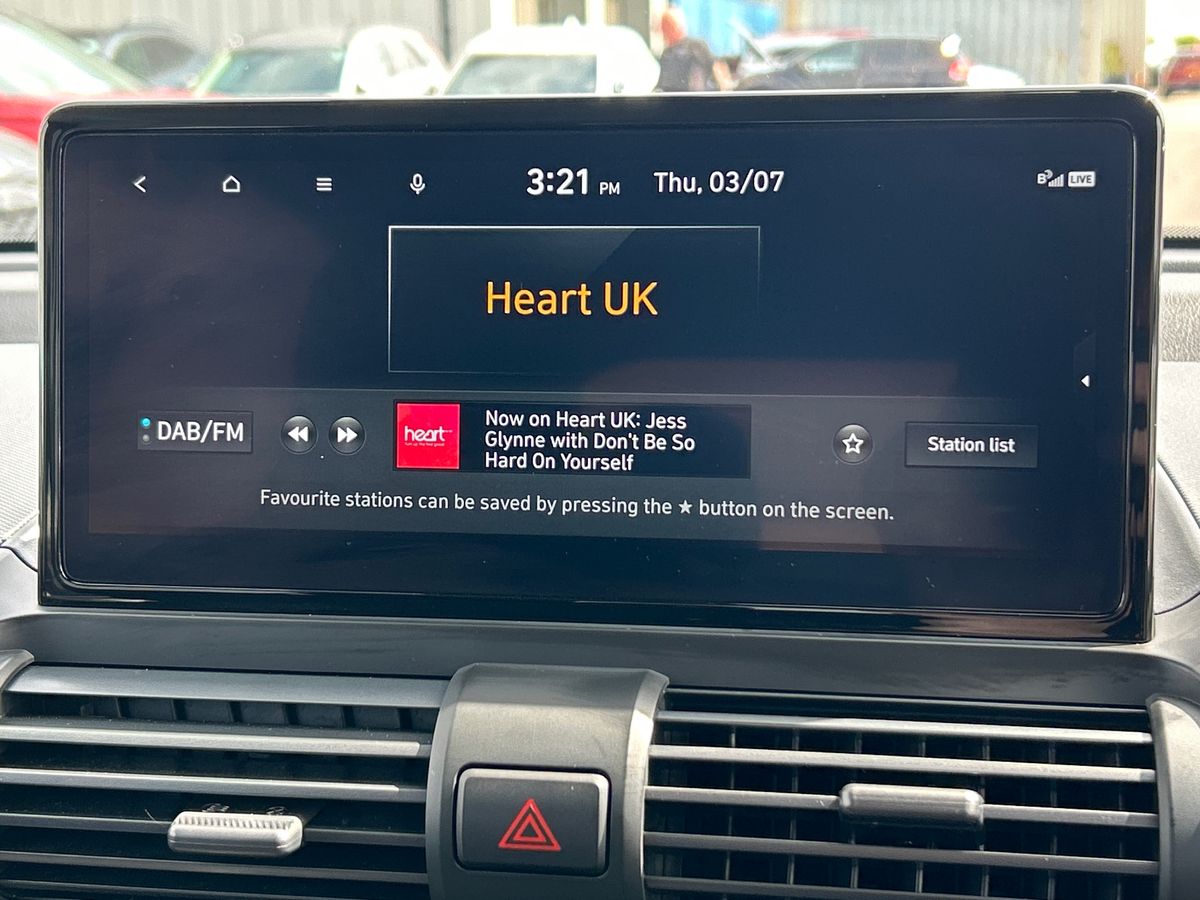 3:21 PM Thu, 03/07
LIVE
Heart UK
DAB/FM
heart
Now on Heart UK: Jess
Glynne with Don't Be So
Hard On Yourself
Station list
Favourite stations can be saved by pressing the ★ button on the screen.